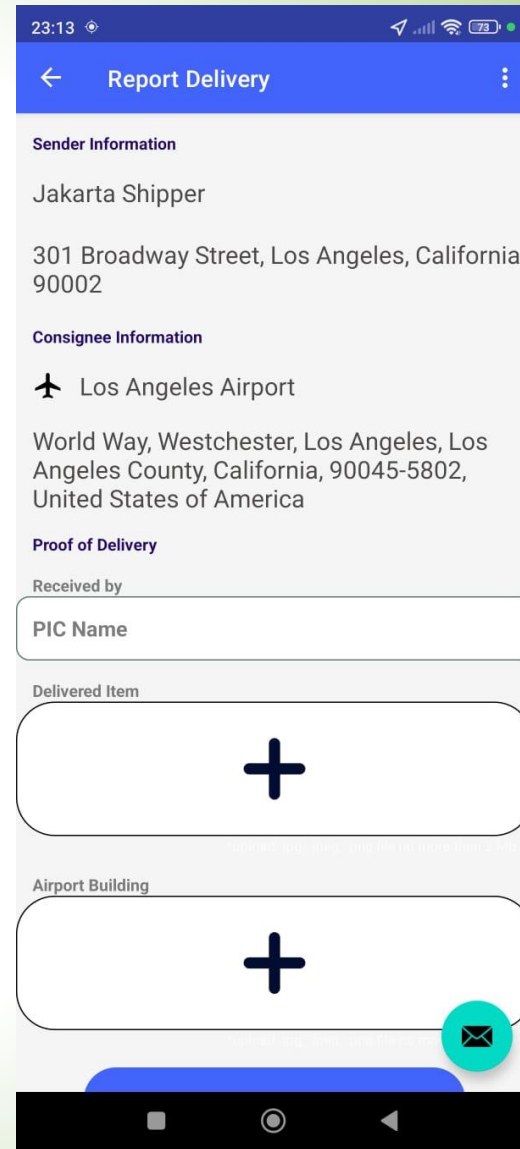 23:13
73
Report Delivery
Sender Information
Jakarta Shipper
301 Broadway Street, Los Angeles, California
90002
Consignee Information
Los Angeles Airport
World Way, Westchester, Los Angeles, Los
Angeles County, California, 90045-5802,
United States of America
Proof of Delivery
Received by
PIC Name
Delivered Item
Airport Building